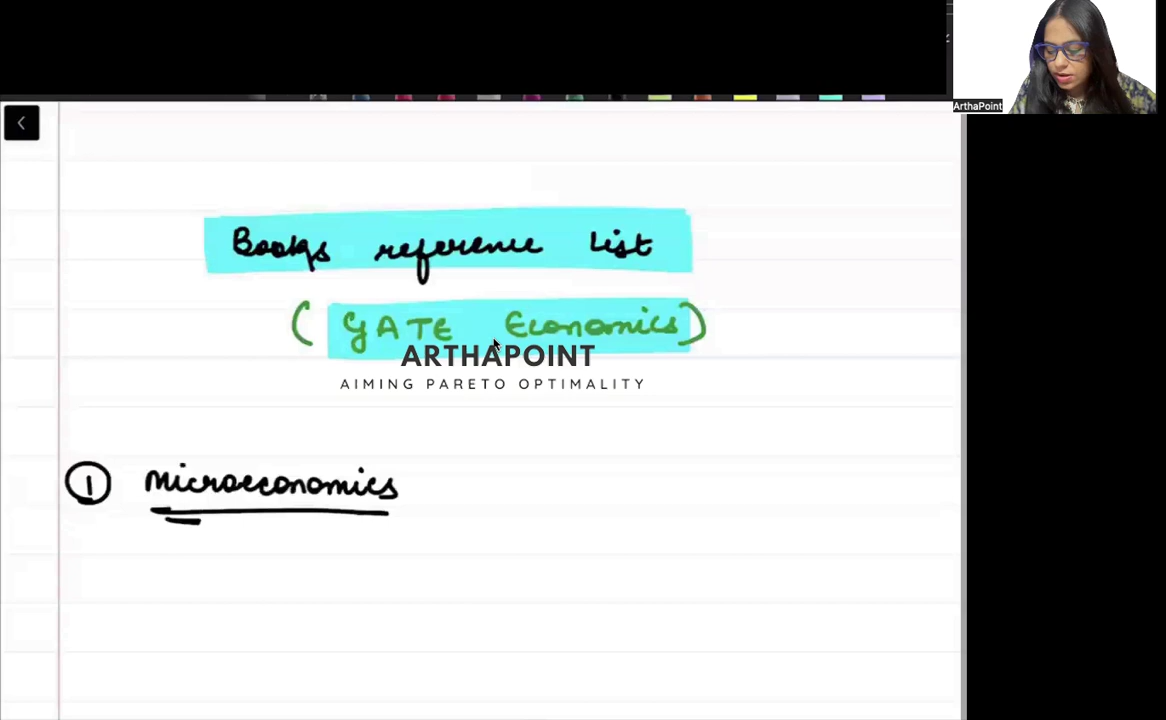 ArthaPoint
Books reference list
(GATE Economics)
ARTHAPOINT
AIMING PARETO OPTIMALITY
1 Microeconomics